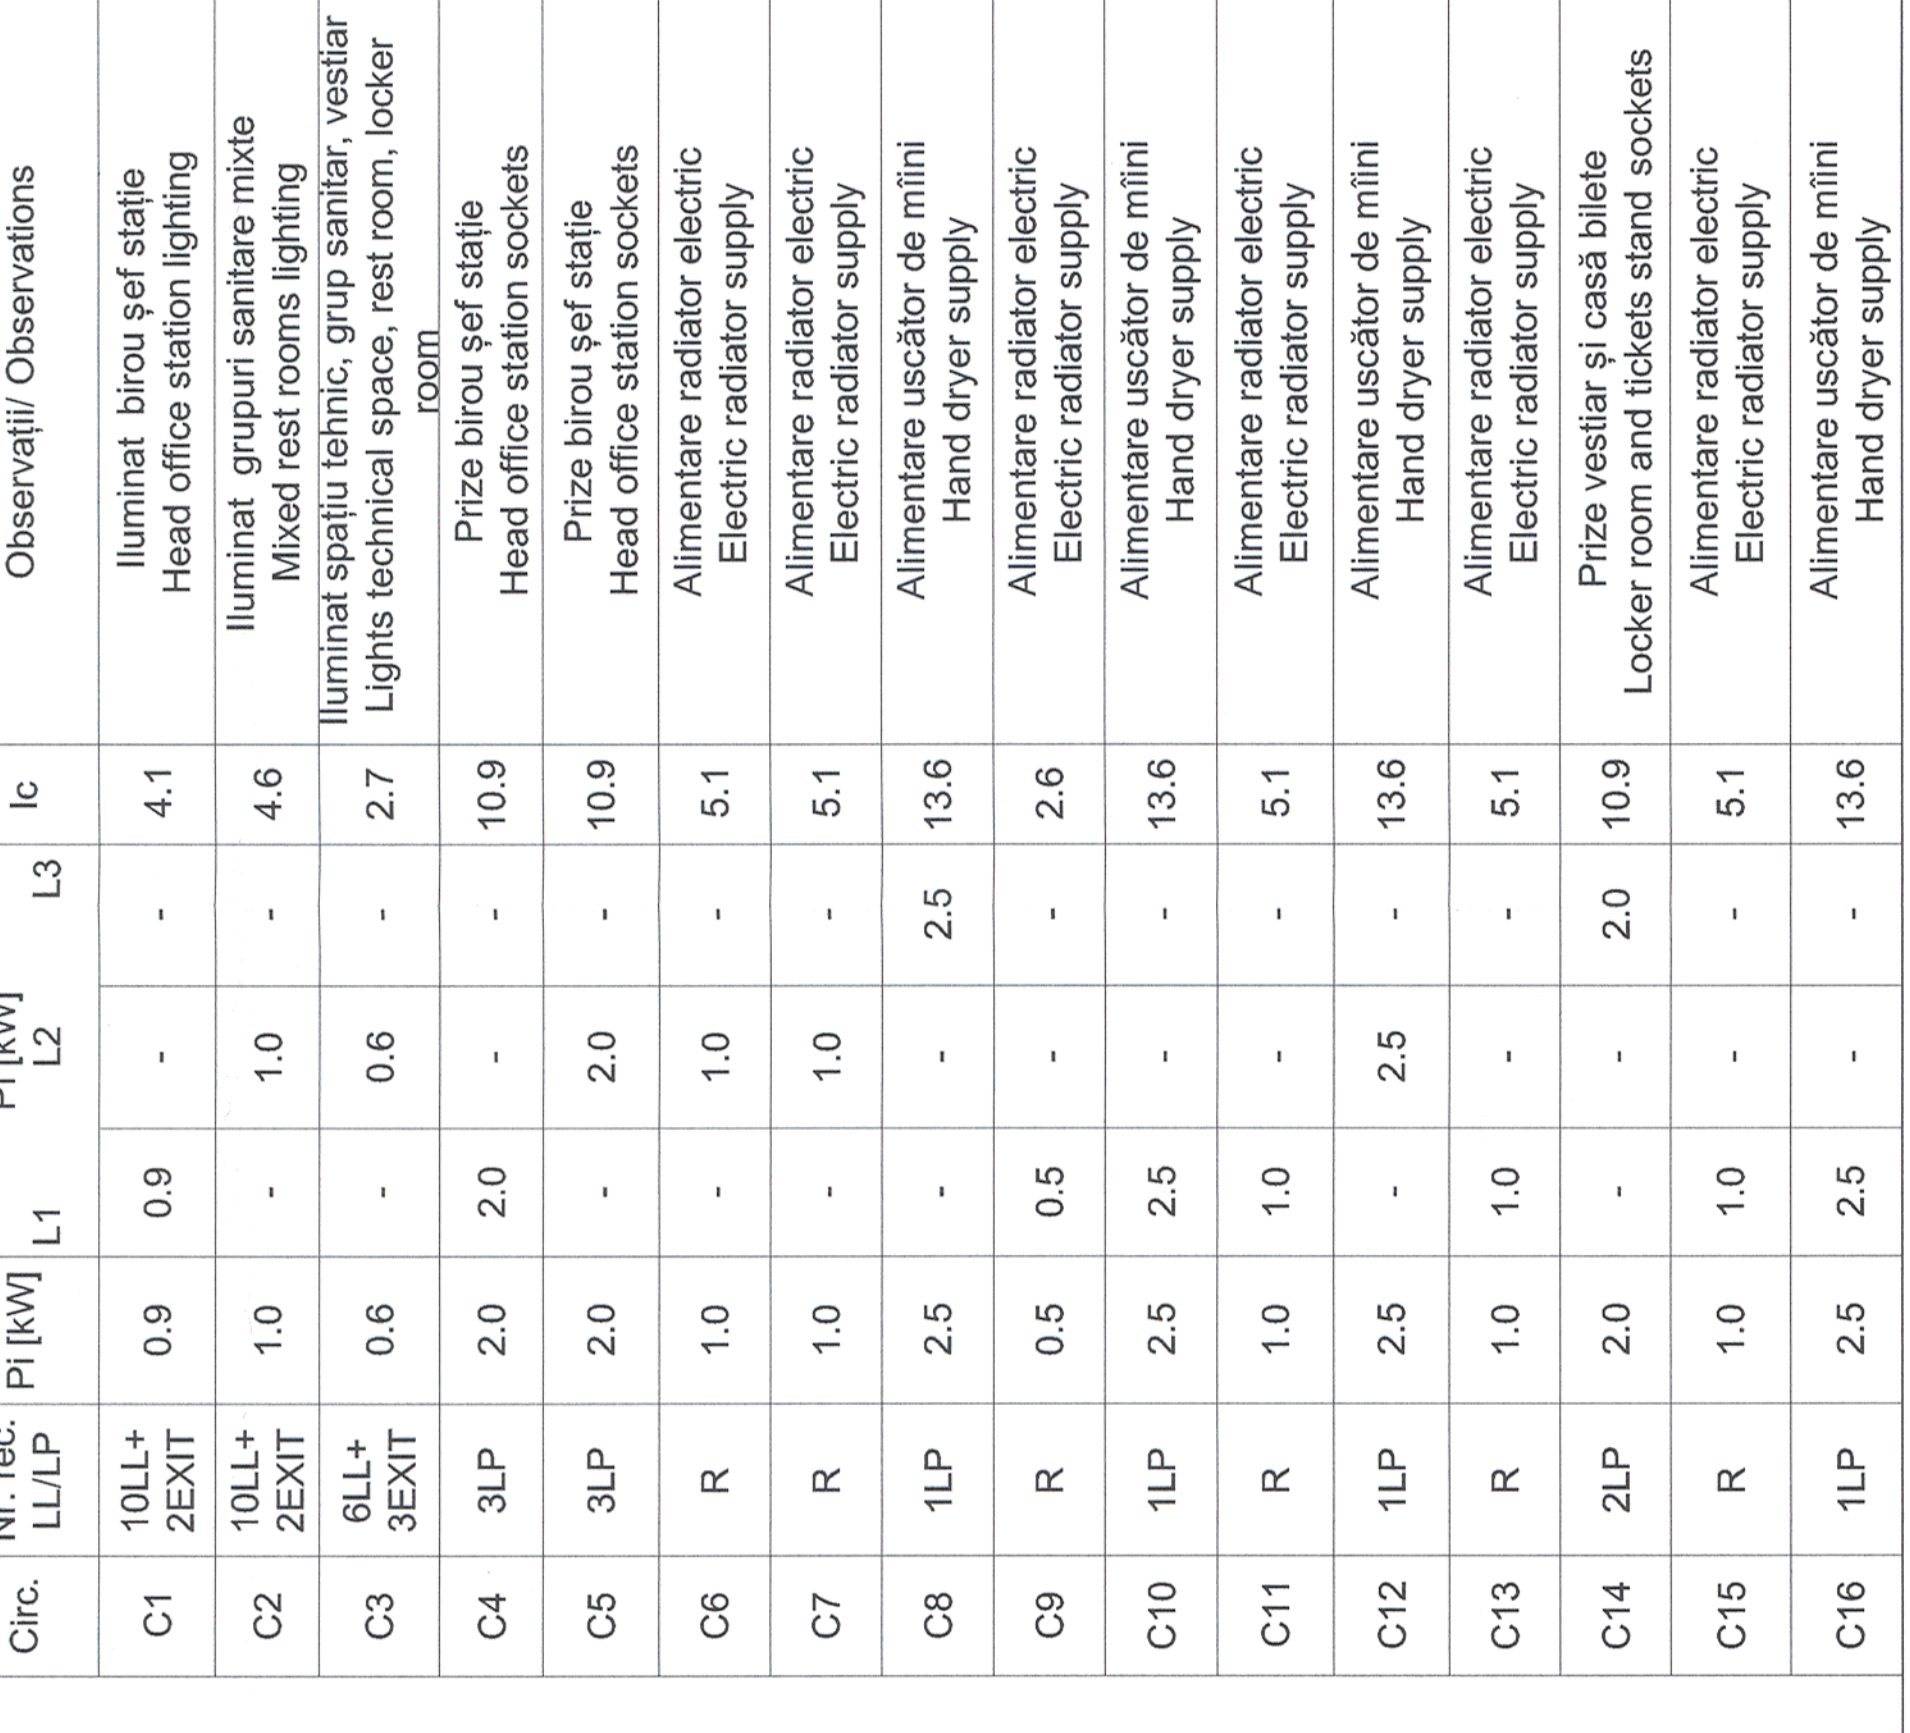 Circ. Nr. rec. LL/LP Pi [kW] Pi [kW] L1 L2 L3 Ic Observații/ Observations
C1 10LL+ 2EXIT 0.9 0.9 - - 4.1 Iluminat birou șef stație
Head office station lighting
C2 10LL+ 2EXIT 1.0 - 1.0 - 4.6 Iluminat grupuri sanitare mixte
Mixed rest rooms lighting
C3 6LL+ 3EXIT 0.6 - 0.6 - 2.7 Iluminat spațiu tehnic, grup sanitar, vestiar
Lights technical space, rest room, locker
room
C4 3LP 2.0 2.0 - - 10.9 Prize birou șef stație
Head office station sockets
C5 3LP 2.0 - 2.0 - 10.9 Prize birou șef stație
Head office station sockets
C6 R 1.0 - 1.0 - 5.1 Alimentare radiator electric
Electric radiator supply
C7 R 1.0 - 1.0 - 5.1 Alimentare radiator electric
Electric radiator supply
C8 1LP 2.5 - - 2.5 13.6 Alimentare uscător de mîini
Hand dryer supply
C9 R 0.5 0.5 - - 2.6 Alimentare radiator electric
Electric radiator supply
C10 1LP 2.5 2.5 - - 13.6 Alimentare uscător de mîini
Hand dryer supply
C11 R 1.0 1.0 - - 5.1 Alimentare radiator electric
Electric radiator supply
C12 1LP 2.5 - 2.5 - 13.6 Alimentare uscător de mîini
Hand dryer supply
C13 R 1.0 1.0 - - 5.1 Alimentare radiator electric
Electric radiator supply
C14 2LP 2.0 - - 2.0 10.9 Prize vestiar și casă bilete
Locker room and tickets stand sockets
C15 R 1.0 1.0 - - 5.1 Alimentare radiator electric
Electric radiator supply
C16 1LP 2.5 2.5 - - 13.6 Alimentare uscător de mîini
Hand dryer supply